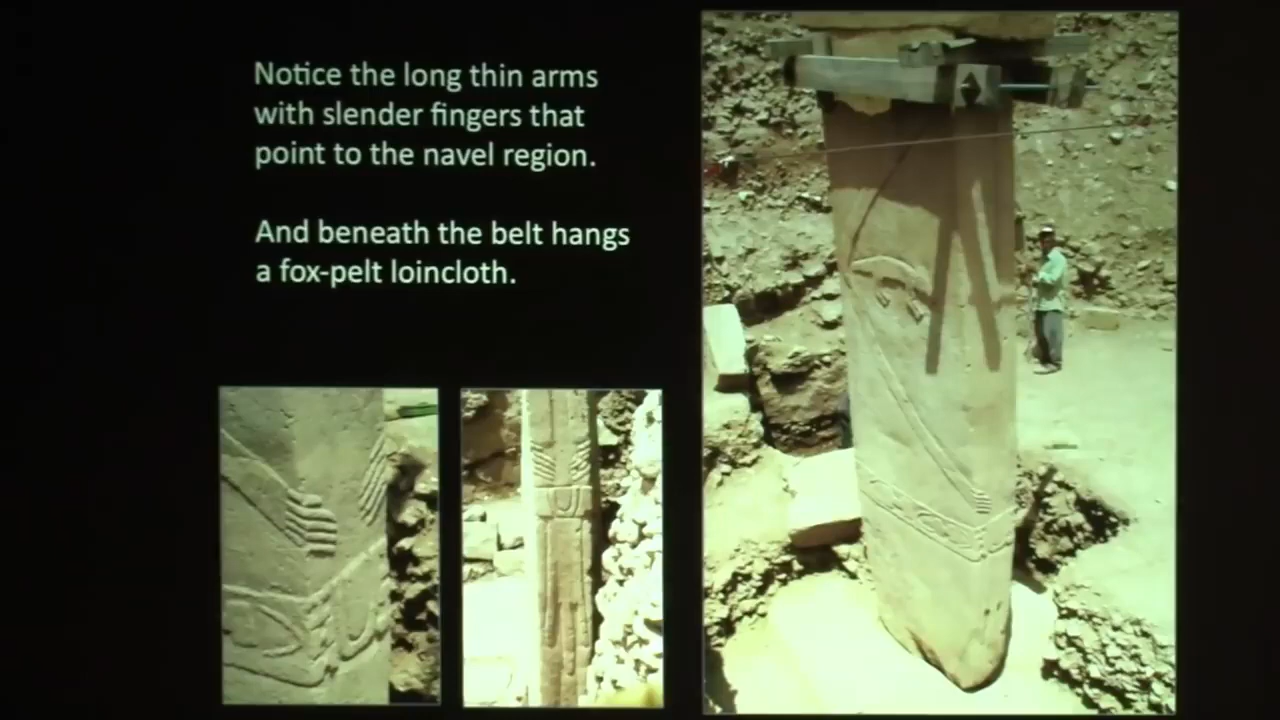 Notice the long thin arms
with slender fingers that
point to the navel region.
And beneath the belt hangs
a fox-pelt loincloth.